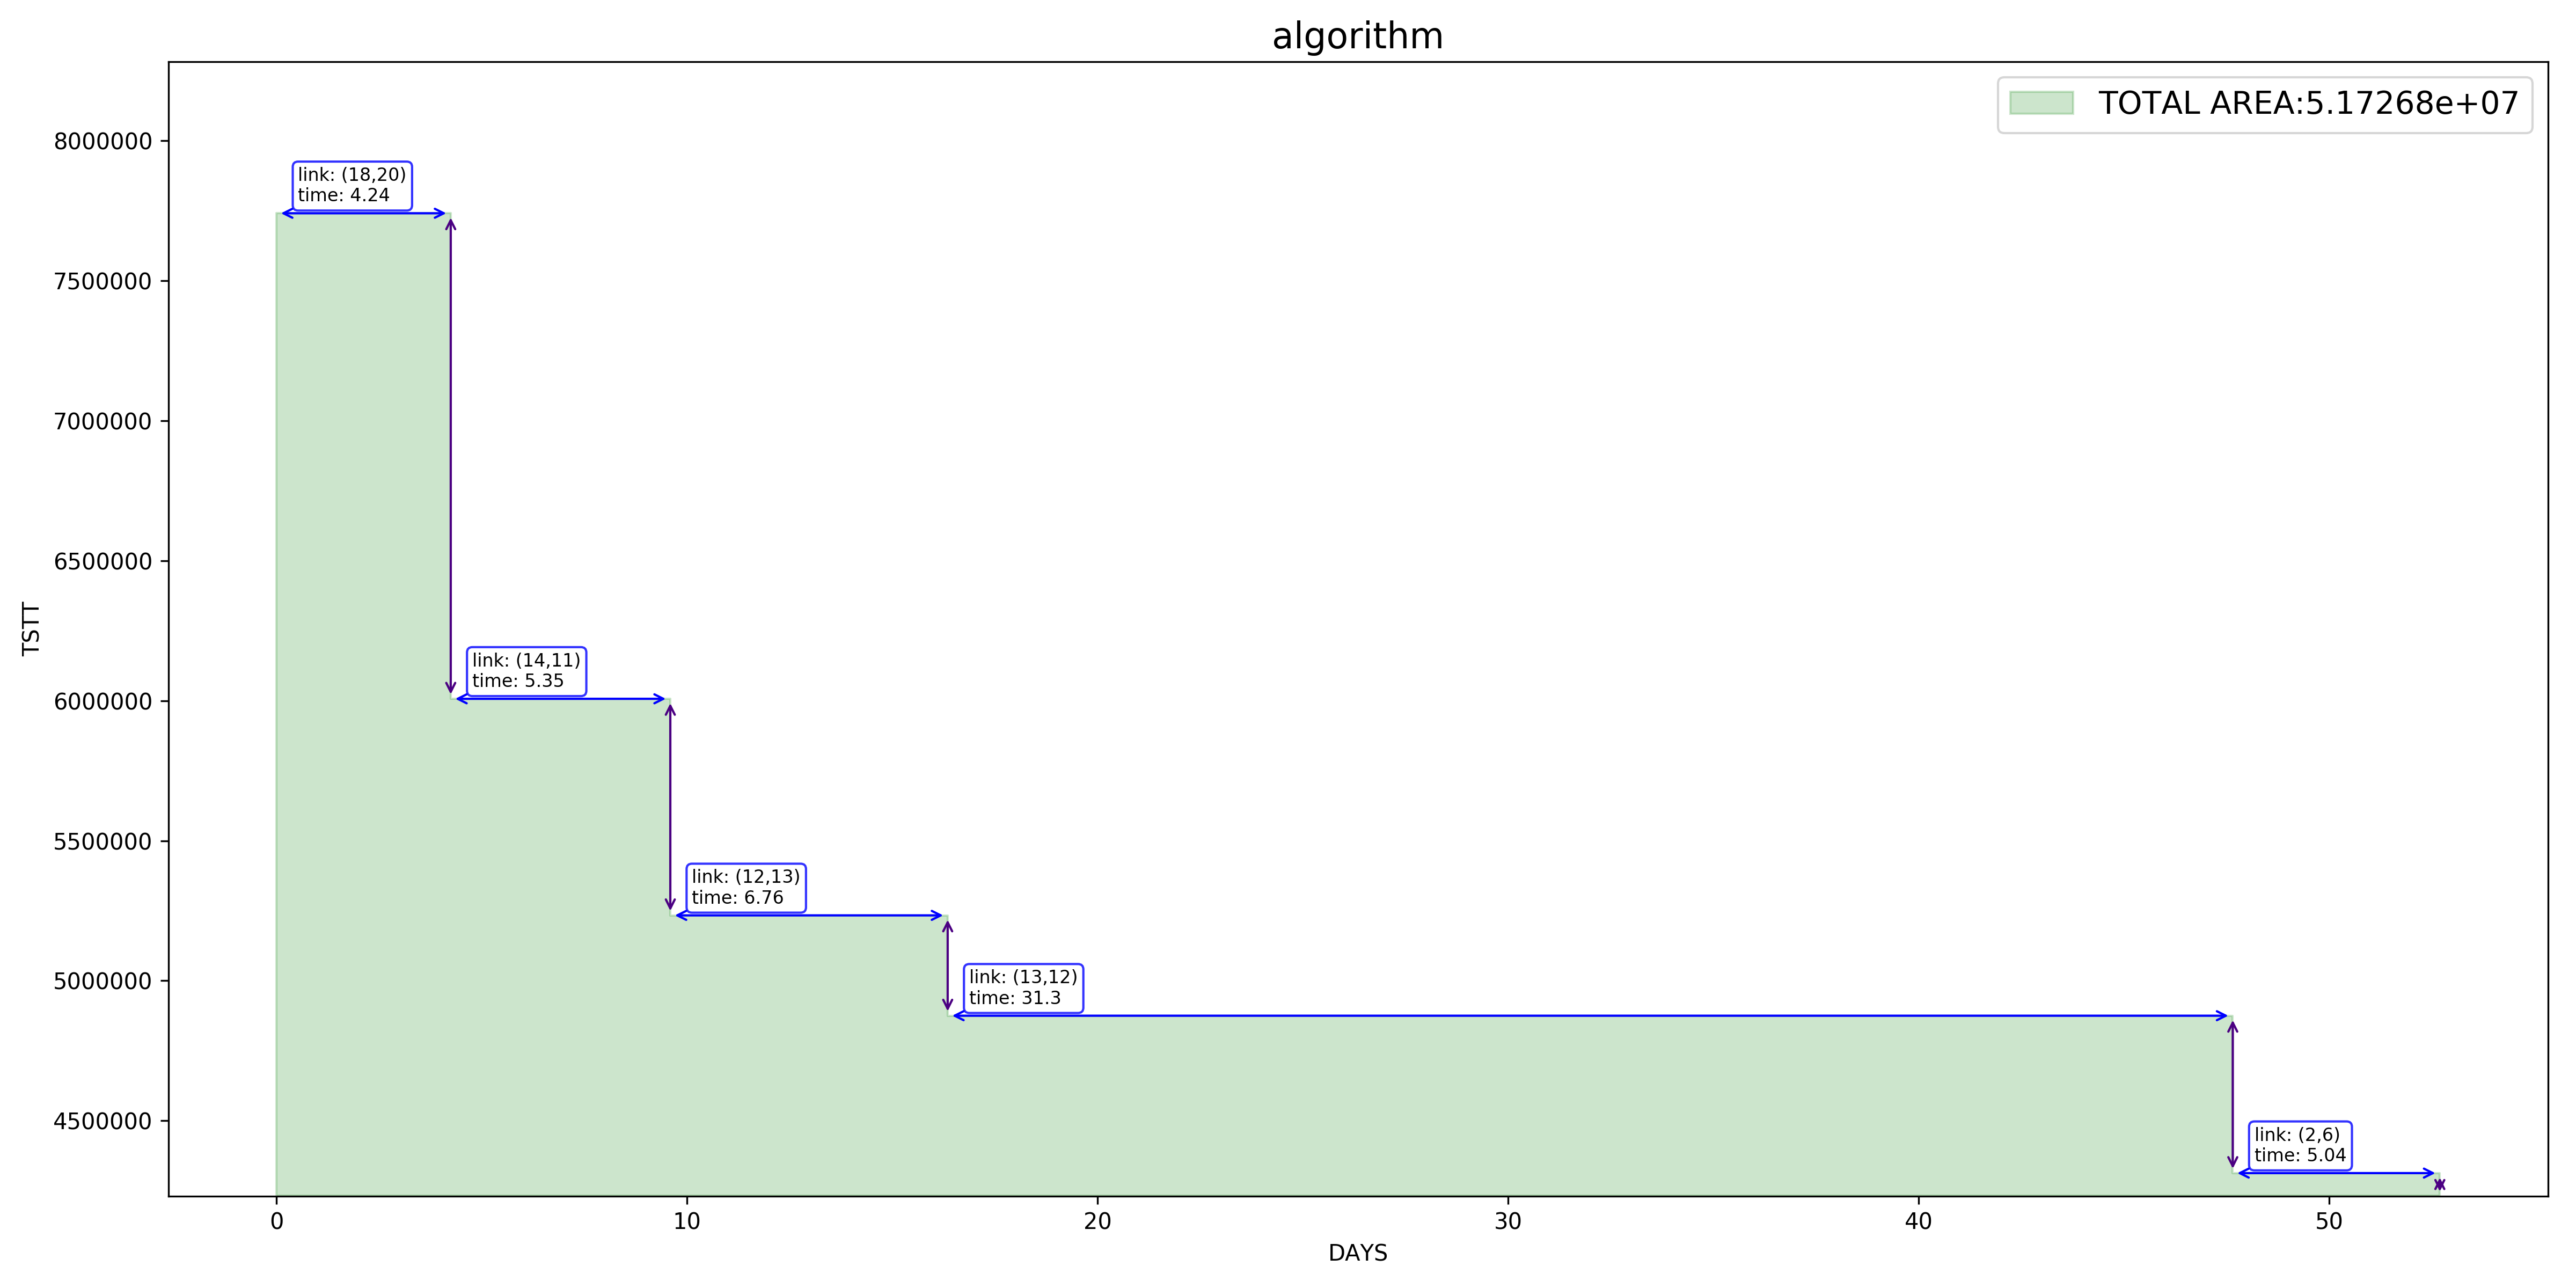 algorithm
TOTAL AREA:5.17268e+07
8000000
7500000
7000000
6500000
6000000
5500000
5000000
4500000
TSTT
link: (18,20)
time: 4.24
link: (14,11)
time: 5.35
link: (12,13)
time: 6.76
link: (13,12)
time: 31.3
link: (2,6)
time: 5.04
0 10 20 30 40 50
DAYS